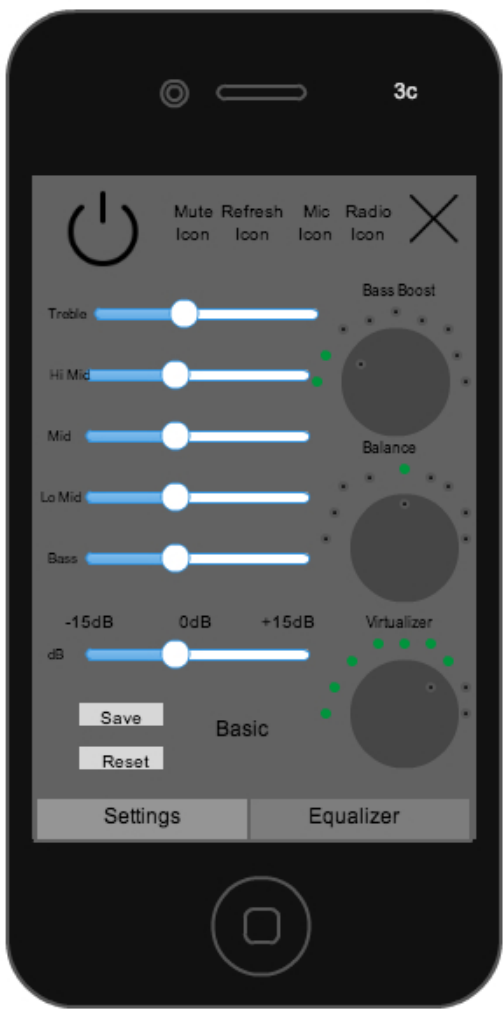 3c
Mute Refresh Mic Radio
Icon Icon Icon Icon
Bass Boost
Treble
Hi Mid
Mid
Balance
Lo Mid
Bass
-15dB 0dB +15dB Virtualizer
dB
Save
Basic
Reset
Settings Equalizer